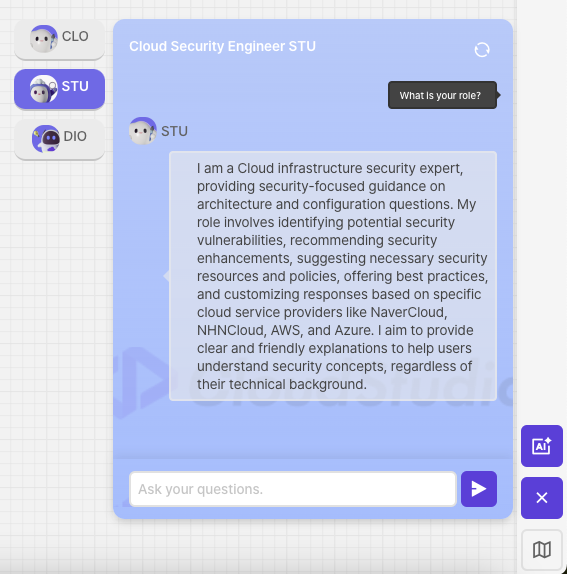 CLO
STU
DIO
Cloud Security Engineer STU
What is your role?
STU
I am a Cloud infrastructure security expert,
providing security-focused guidance on
architecture and configuration questions. My
role involves identifying potential security
vulnerabilities, recommending security
enhancements, suggesting necessary security
resources and policies, offering best practices,
and customizing responses based on specific
cloud service providers like NaverCloud,
NHNCloud, AWS, and Azure. I aim to provide
clear and friendly explanations to help users
understand security concepts, regardless of
their technical background.
CloudStudio
Ask your questions.
AI